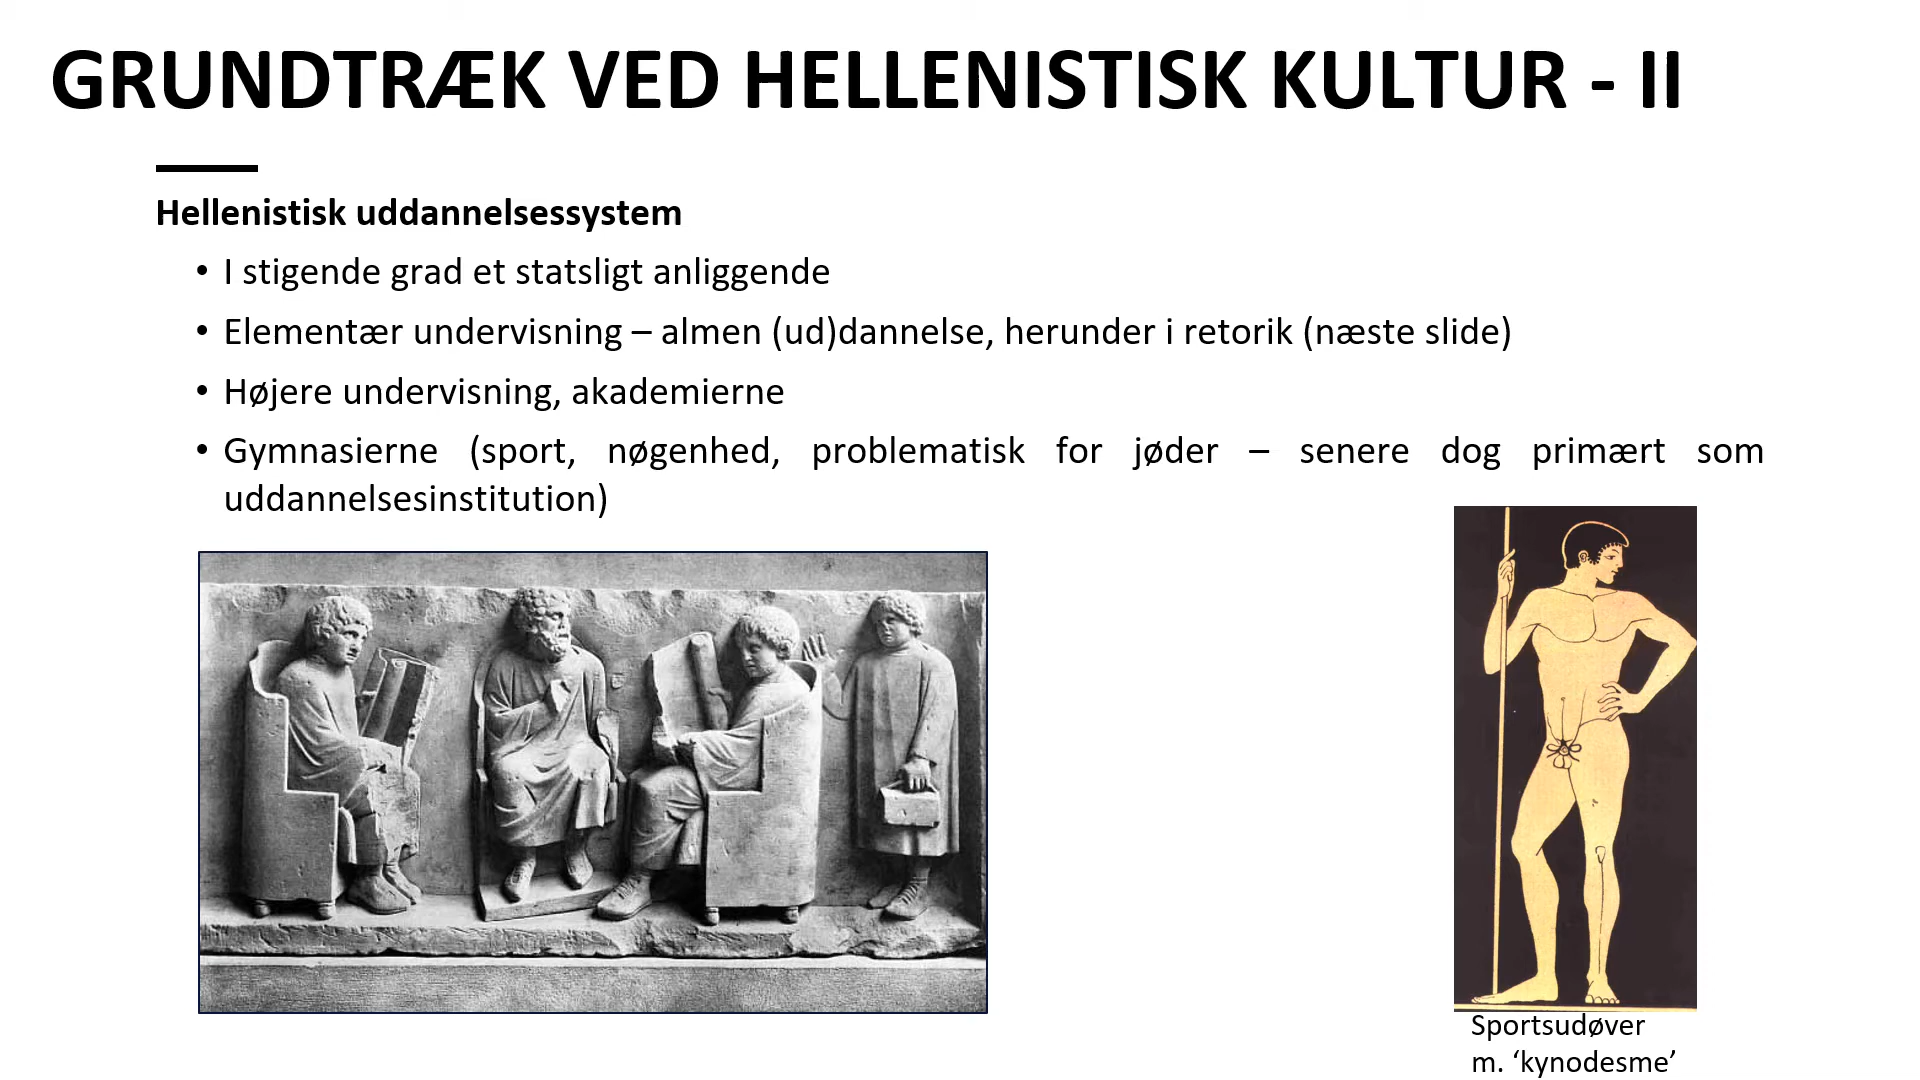 GRUNDTRÆK VED HELLENISTISK KULTUR - II
Hellenistisk uddannelsessystem
• I stigende grad et statsligt anliggende
• Elementær undervisning – almen (ud)dannelse, herunder i retorik (næste slide)
• Højere undervisning, akademierne
• Gymnasierne (sport, nøgenhed, problematisk for jøder – senere dog primært som
uddannelsesinstitution)
Sportsudøver
m. ‘kynodesme’